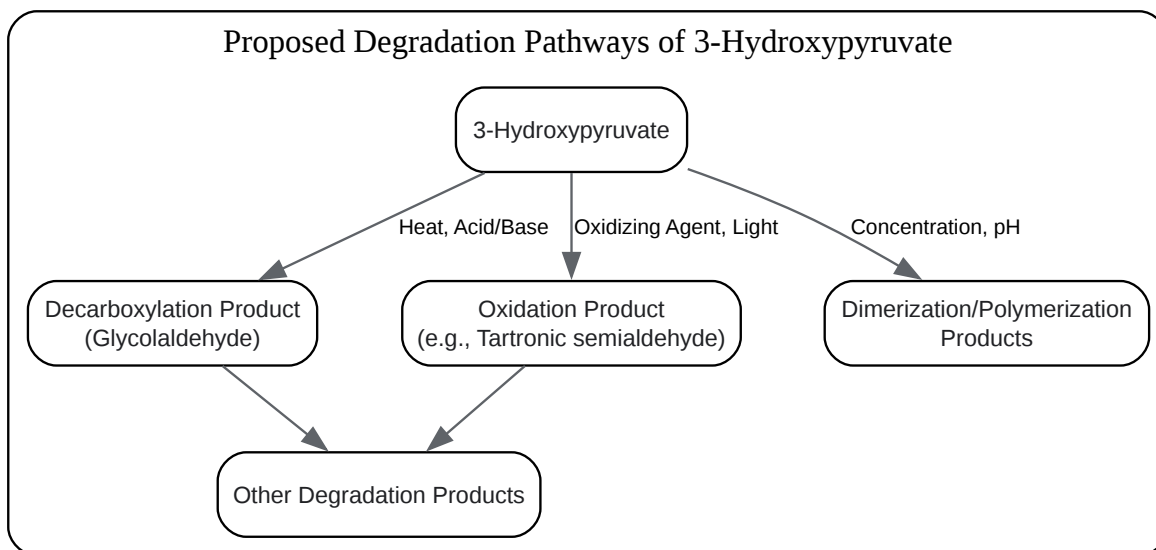 Proposed Degradation Pathways of 3-Hydroxypyruvate
3-Hydroxypyruvate
Heat, Acid/Base
Oxidizing Agent, Light
Concentration, pH
Decarboxylation Product
(Glycolaldehyde)
Oxidation Product
(e.g., Tartronic semialdehyde)
Dimerization/Polymerization
Products
Other Degradation Products